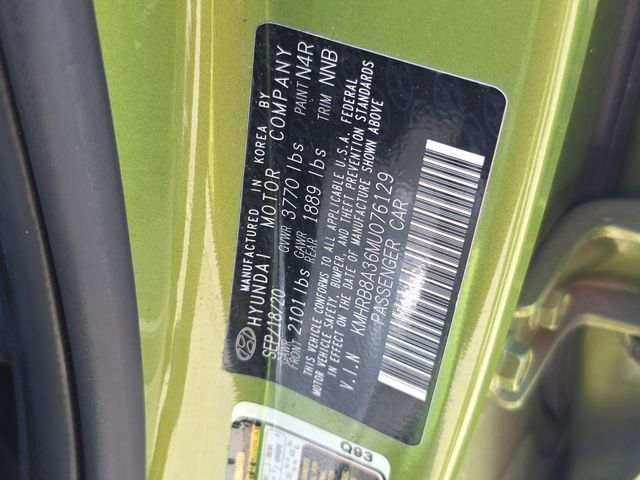 MANUFACTURED IN KOREA BY
HYUNDAI MOTOR COMPANY
SEP/18/20 GVWR 3770 lbs PAINT N4R
GAWR FRONT 2101 lbs GAWR REAR 1889 lbs TRIM NNB
THIS VEHICLE CONFORMS TO ALL APPLICABLE U.S.A. FEDERAL
MOTOR VEHICLE SAFETY, BUMPER, AND THEFT PREVENTION STANDARDS
IN EFFECT ON THE DATE OF MANUFACTURE SHOWN ABOVE
V.I.N KMHRB8A36MU076129
PASSENGER CAR
Q93